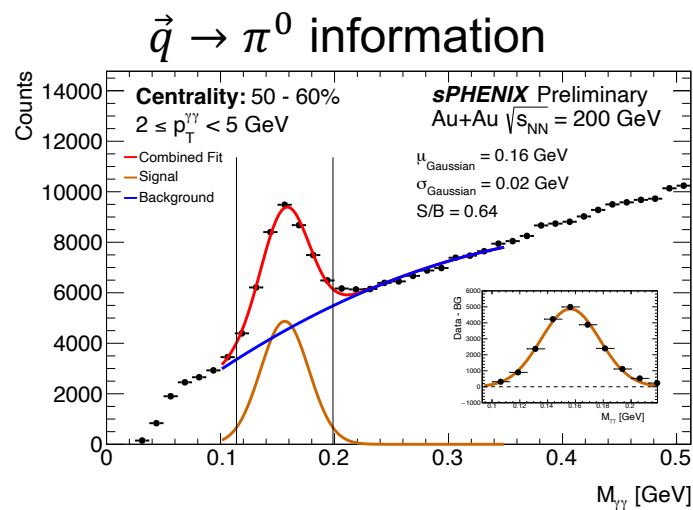 q⃗ → π⁰ information
Counts
14000
12000
10000
8000
6000
4000
2000
0
Centrality: 50 - 60%
2 ≤ p_T^γγ < 5 GeV
Combined Fit
Signal
Background
sPHENIX Preliminary
Au+Au √s_NN = 200 GeV
μ_Gaussian = 0.16 GeV
σ_Gaussian = 0.02 GeV
S/B = 0.64
Data - BG
6000
5000
4000
3000
2000
1000
0
−1000
0.1 0.12 0.14 0.16 0.18 0.2
M_γγ [GeV]
0 0.1 0.2 0.3 0.4 0.5
M_γγ [GeV]